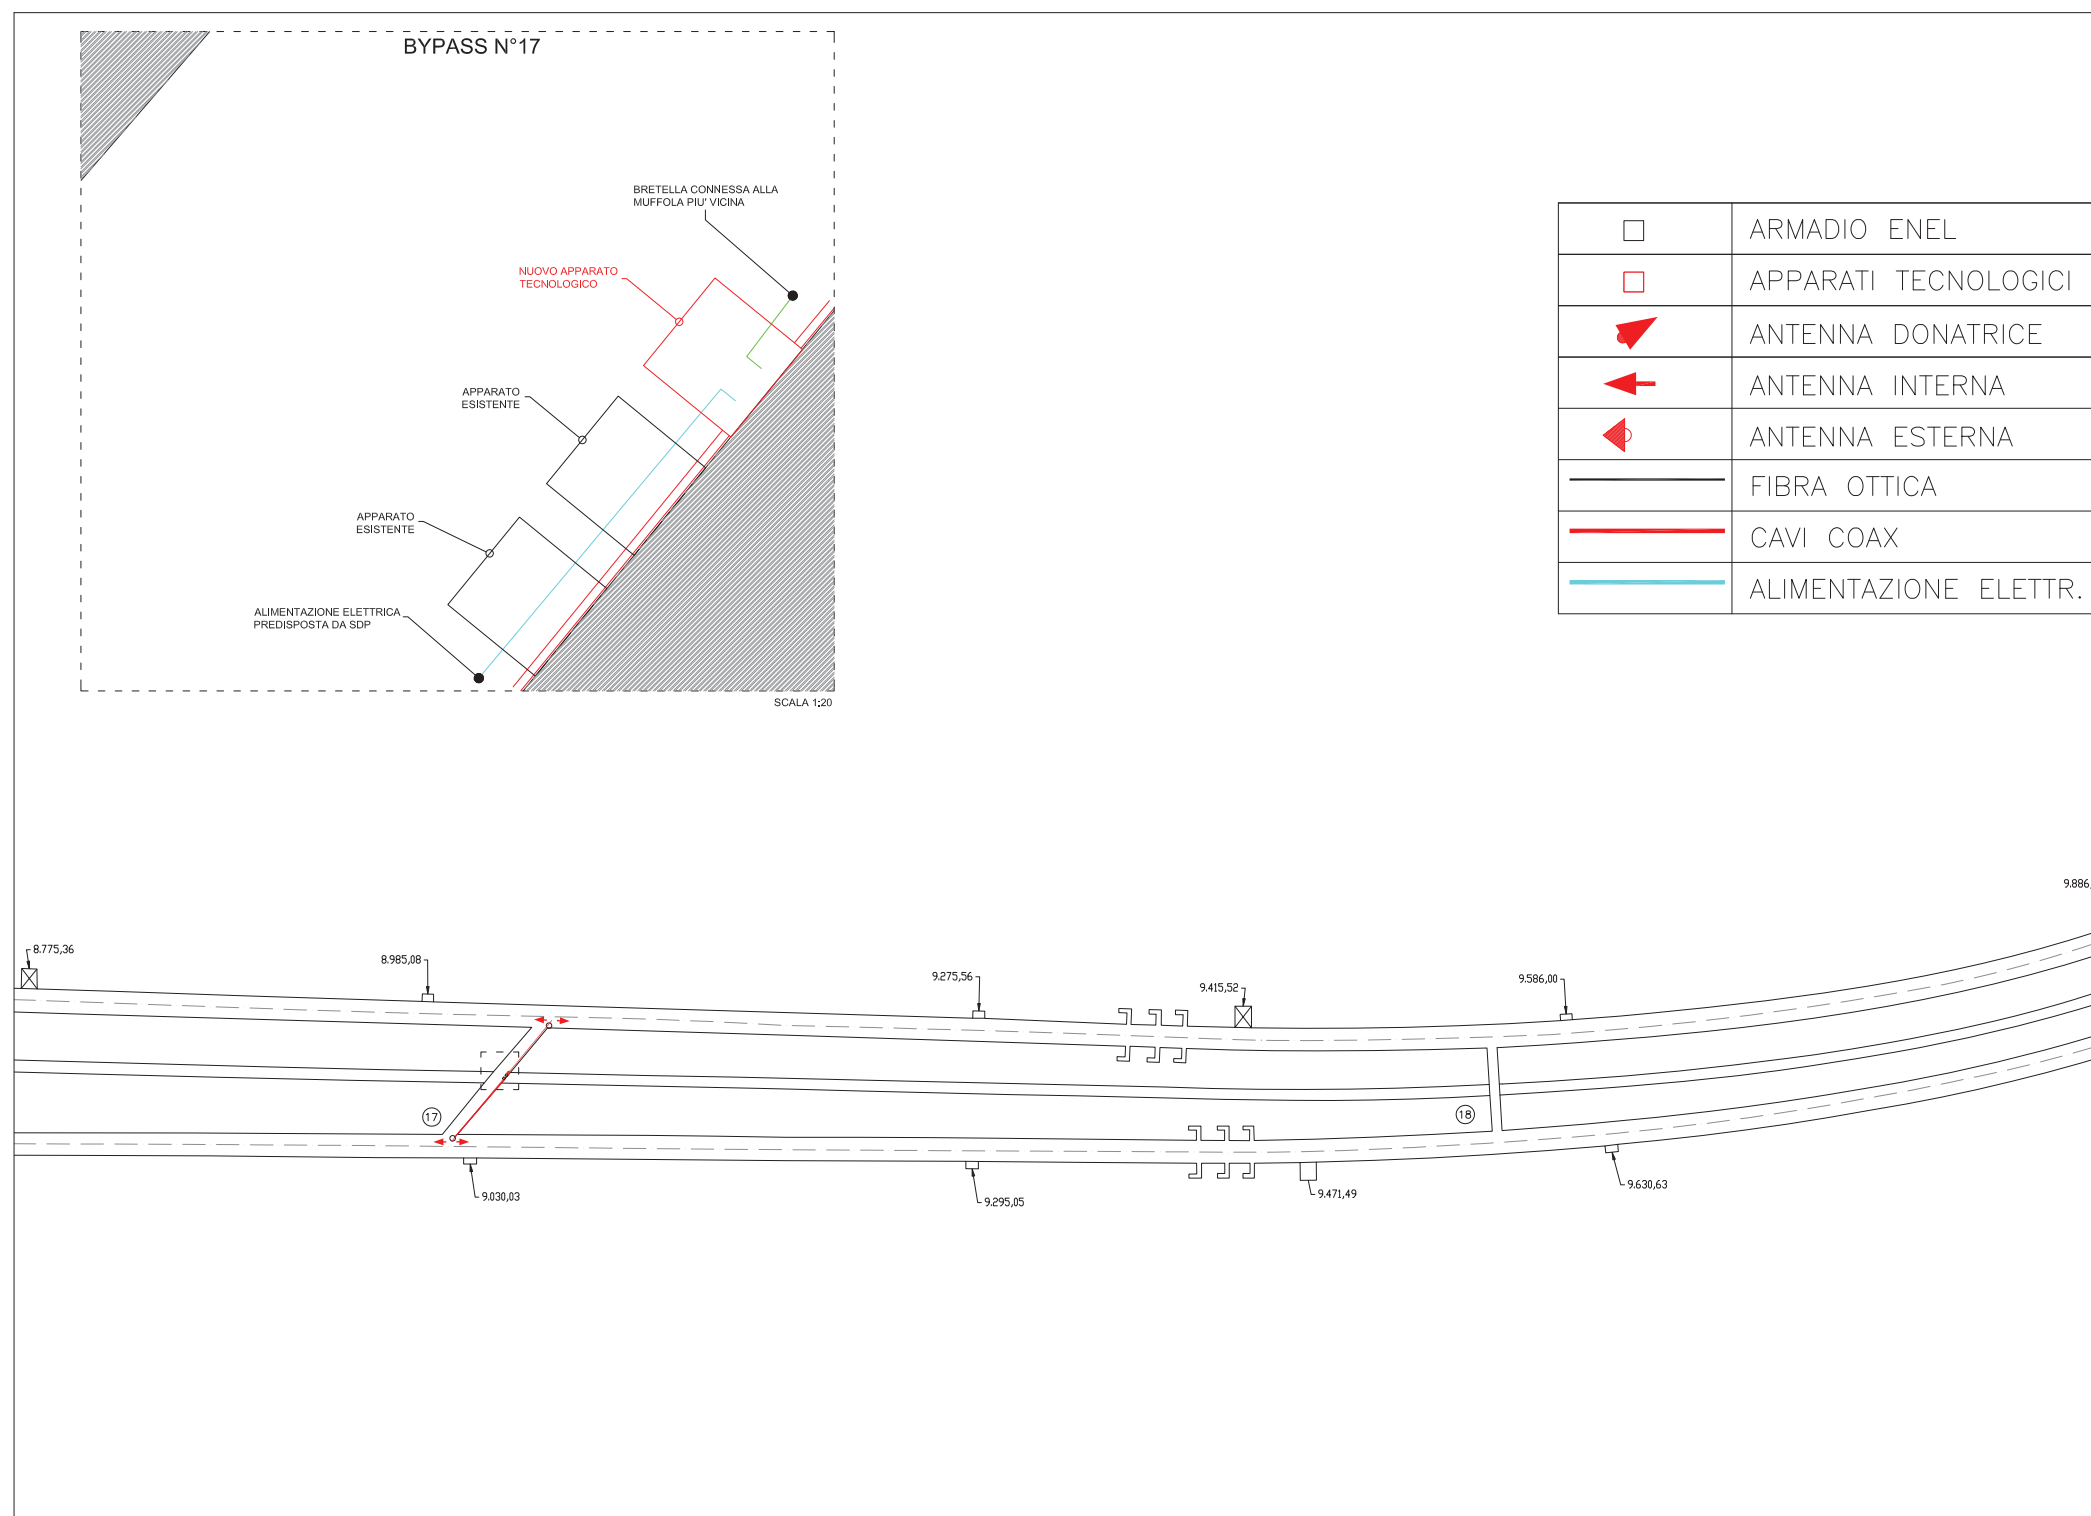 BYPASS N°17
BRETELLA CONNESSA ALLA
MUFFOLA PIU' VICINA
NUOVO APPARATO
TECNOLOGICO
APPARATO
ESISTENTE
APPARATO
ESISTENTE
ALIMENTAZIONE ELETTRICA
PREDISPOSTA DA SDP
SCALA 1:20
ARMADIO ENEL
APPARATI TECNOLOGICI
ANTENNA DONATRICE
ANTENNA INTERNA
ANTENNA ESTERNA
FIBRA OTTICA
CAVI COAX
ALIMENTAZIONE ELETTR.
9.886,
8.775,36
8.985,08
9.275,56
9.415,52
9.586,00
17
18
9.030,03
9.295,05
9.471,49
9.630,63